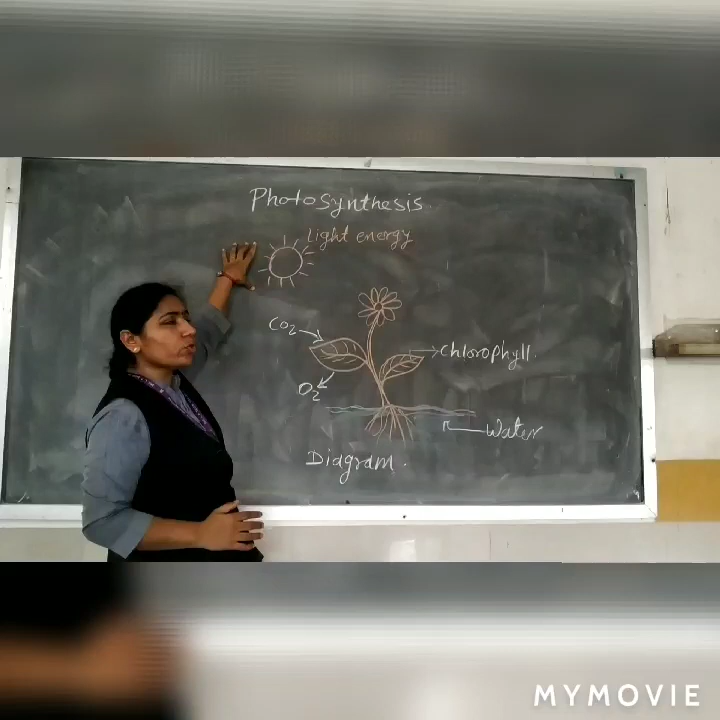 Photosynthesis.
Light energy
CO2
Chlorophyll.
O2
Water
Diagram.
MYMOVIE